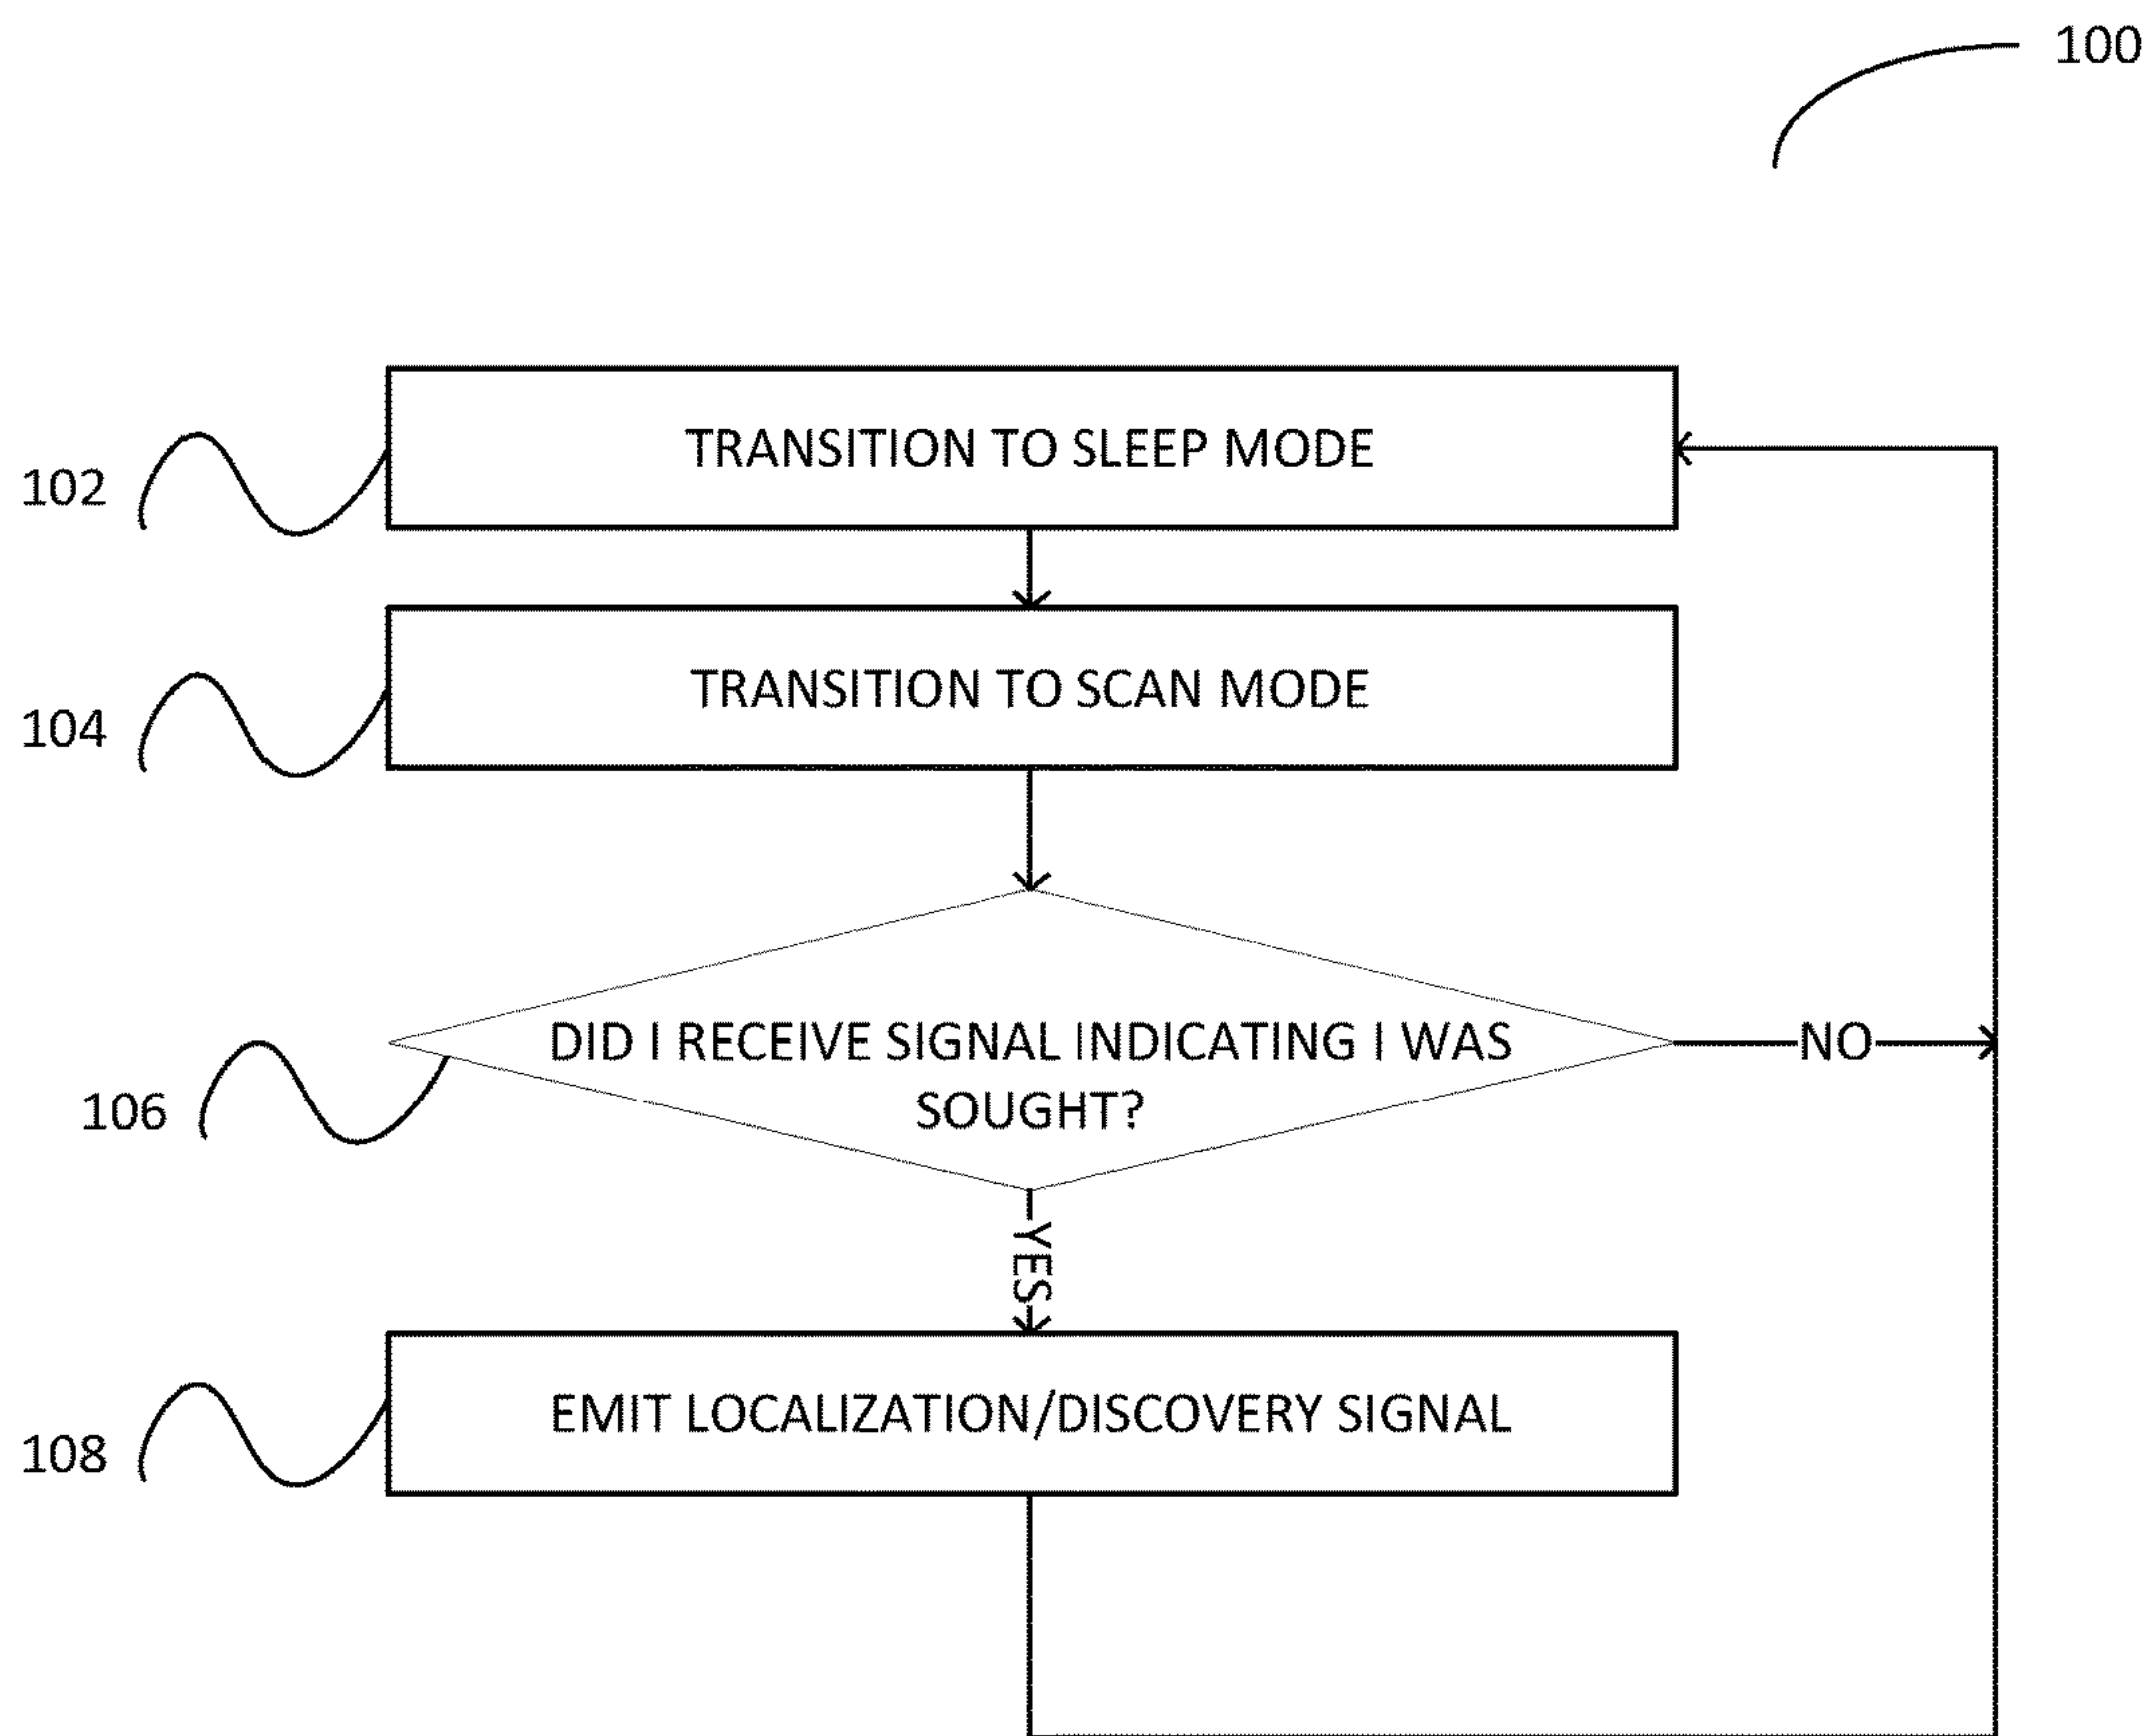 100
TRANSITION TO SLEEP MODE
102
TRANSITION TO SCAN MODE
104
DID I RECEIVE SIGNAL INDICATING I WAS
SOUGHT?
NO
106
YES
EMIT LOCALIZATION/DISCOVERY SIGNAL
108